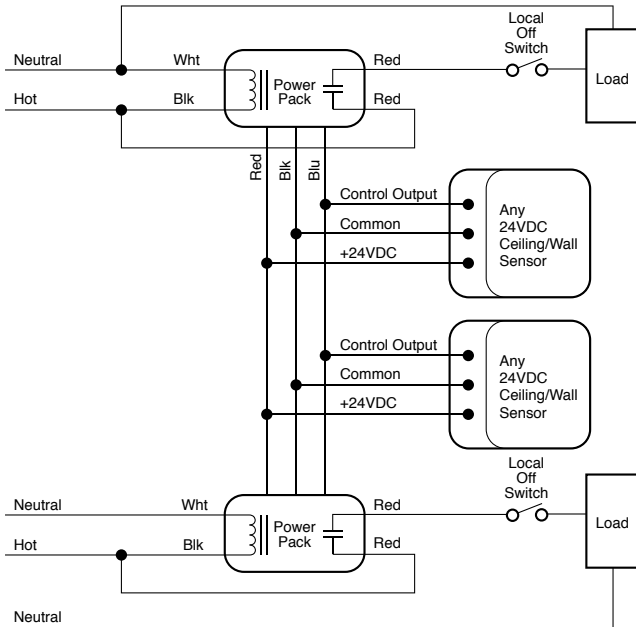 Local
Off
Switch
Neutral
Wht
Red
Power
Pack
Load
Hot
Blk
Red
Red
Blk
Blu
Control Output
Common
+24VDC
Any
24VDC
Ceiling/Wall
Sensor
Control Output
Common
+24VDC
Any
24VDC
Ceiling/Wall
Sensor
Local
Off
Switch
Neutral
Wht
Red
Power
Pack
Load
Hot
Blk
Red
Neutral